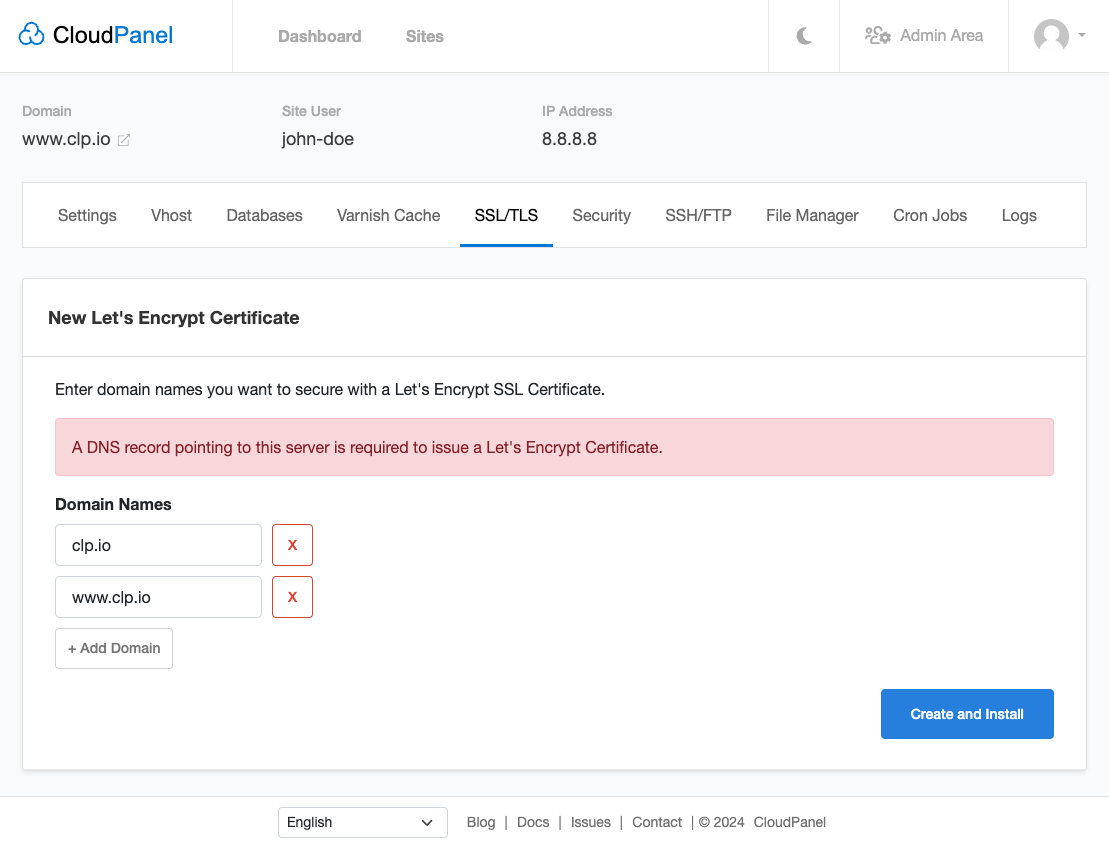 CloudPanel
Dashboard
Sites
Admin Area
Domain
Site User
IP Address
www.clp.io
john-doe
8.8.8.8
Settings
Vhost
Databases
Varnish Cache
SSL/TLS
Security
SSH/FTP
File Manager
Cron Jobs
Logs
New Let's Encrypt Certificate
Enter domain names you want to secure with a Let's Encrypt SSL Certificate.
A DNS record pointing to this server is required to issue a Let's Encrypt Certificate.
Domain Names
clp.io
X
www.clp.io
X
+ Add Domain
Create and Install
English
Blog | Docs | Issues | Contact | © 2024 CloudPanel